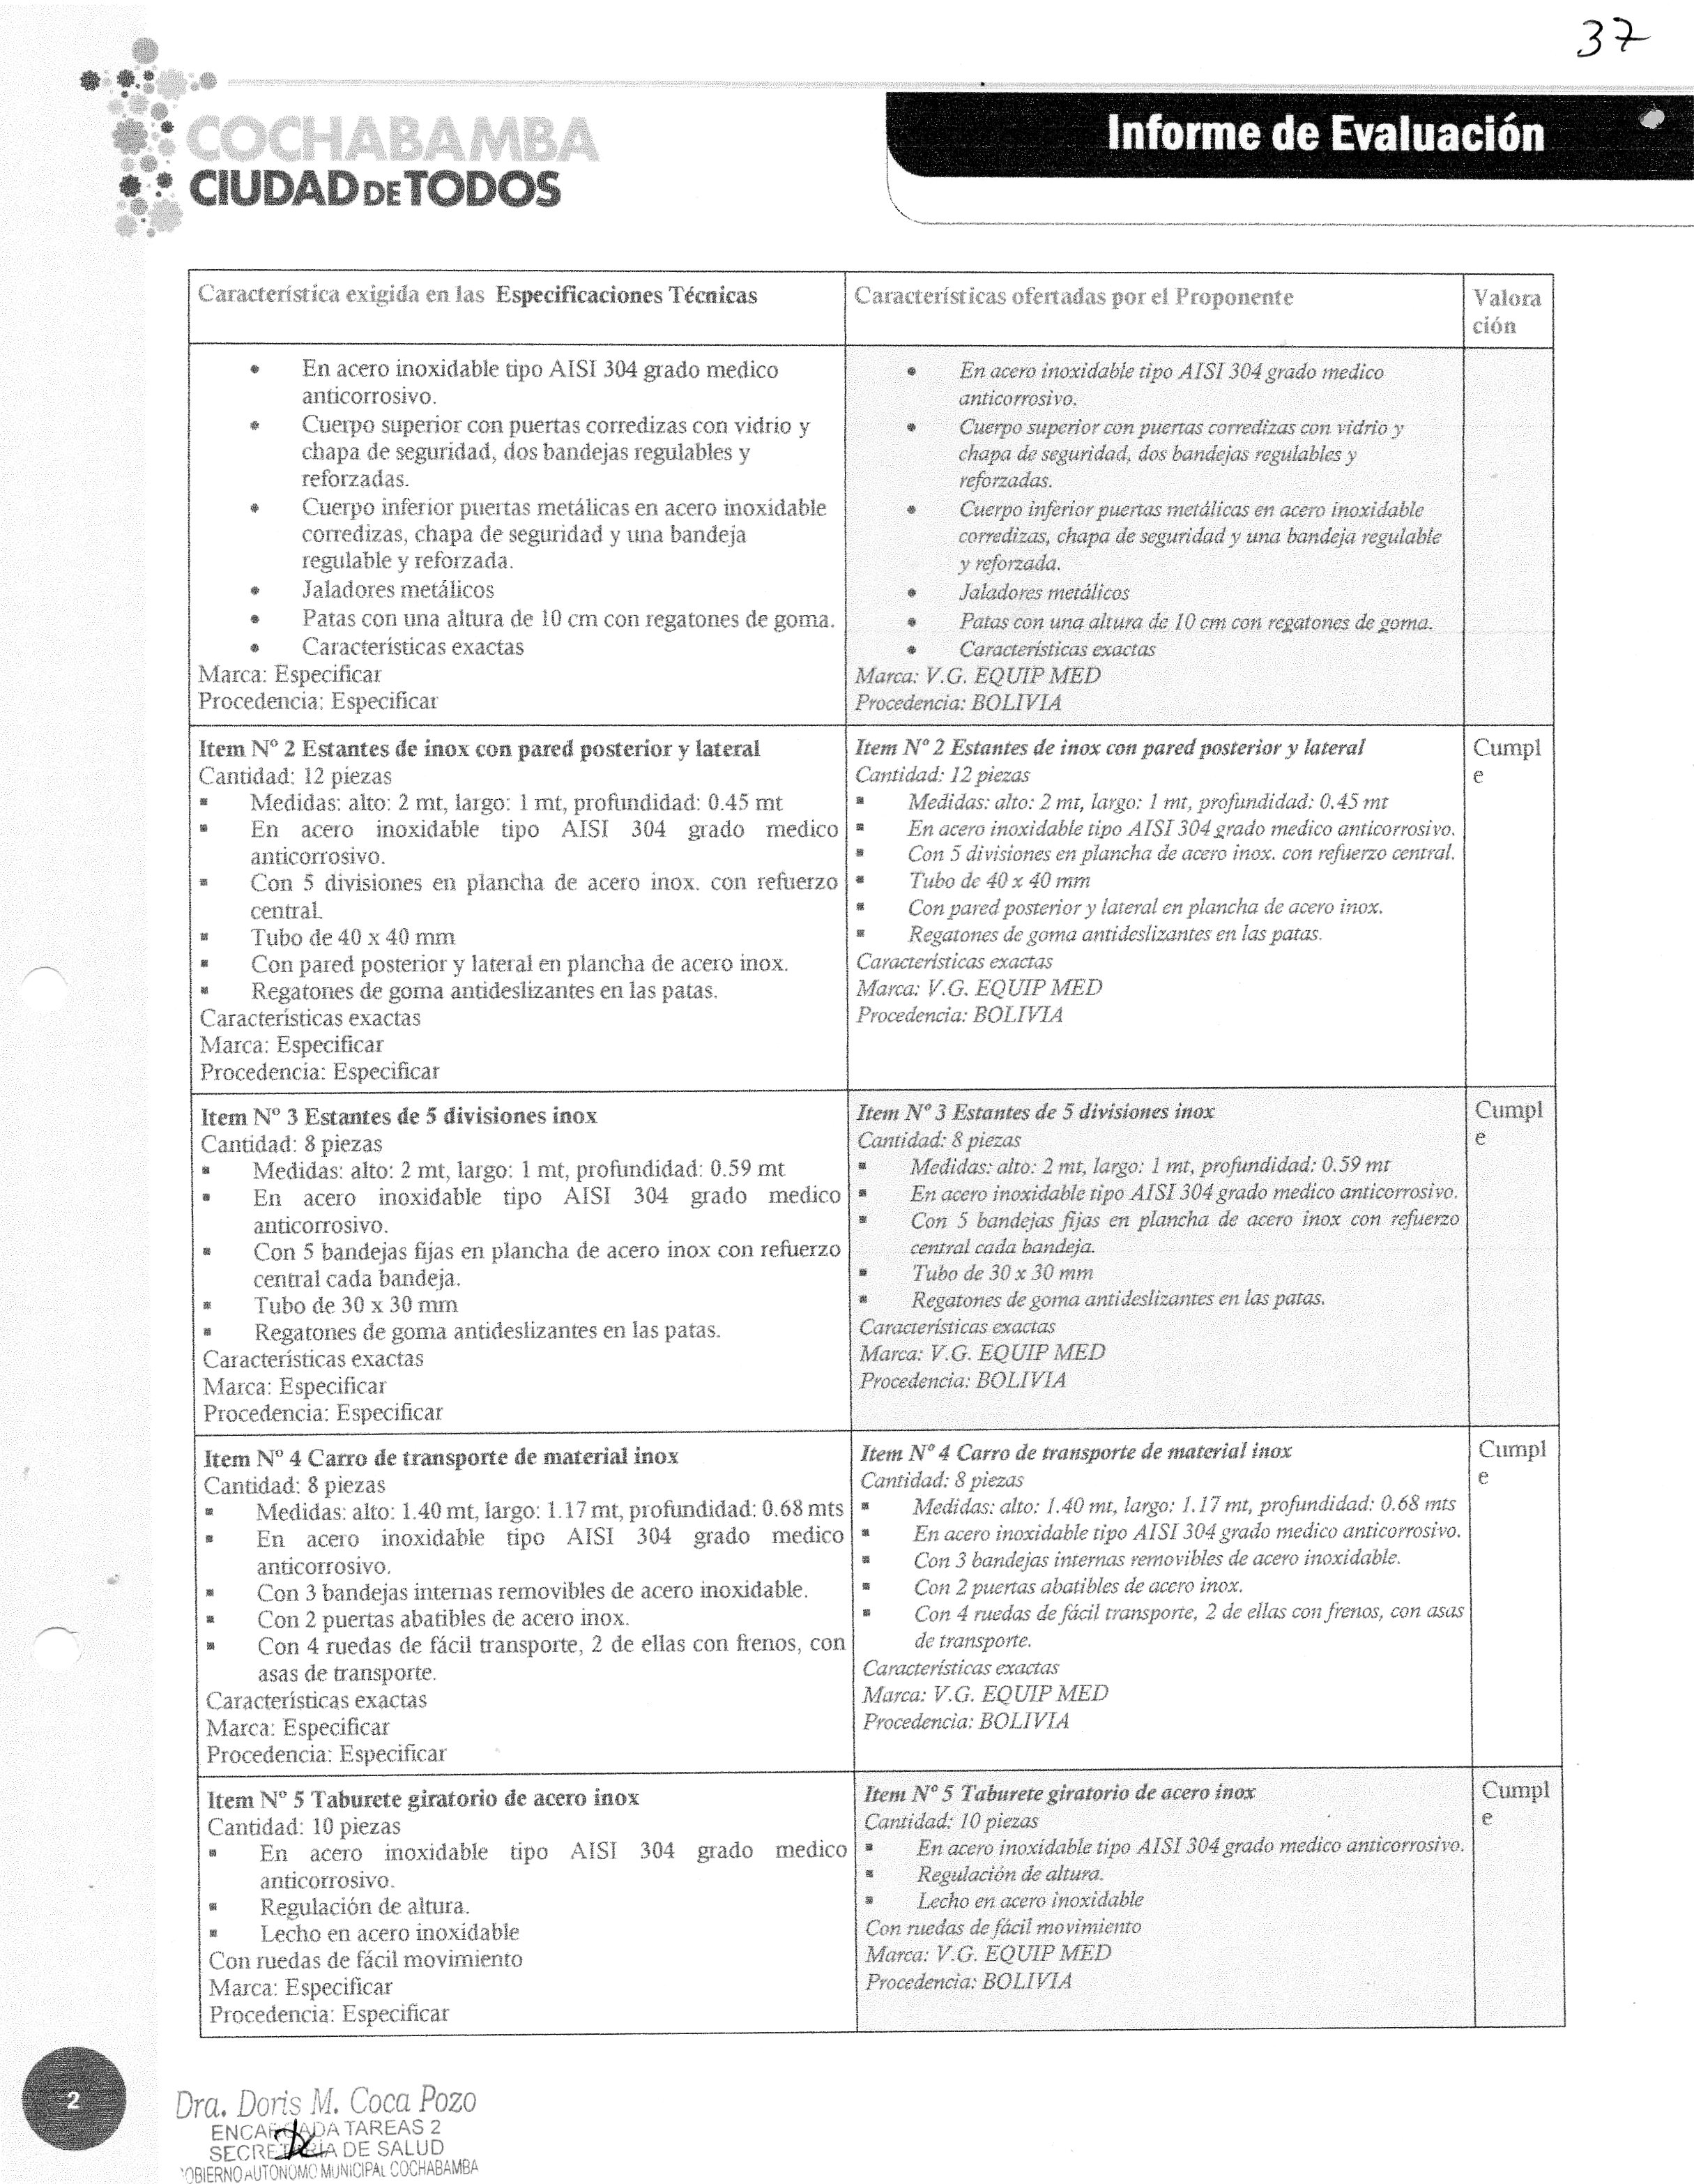 37
COCHABAMBA
CIUDAD DE TODOS
Informe de Evaluación
Característica exigida en las Especificaciones Técnicas
Características ofertadas por el Proponente
Valora
ción
• En acero inoxidable tipo AISI 304 grado medico
anticorrosivo.
• Cuerpo superior con puertas corredizas con vidrio y
chapa de seguridad, dos bandejas regulables y
reforzadas.
• Cuerpo inferior puertas metálicas en acero inoxidable
corredizas, chapa de seguridad y una bandeja
regulable y reforzada.
• Jaladores metálicos
• Patas con una altura de 10 cm con regatones de goma.
• Características exactas
Marca: Especificar
Procedencia: Especificar
• En acero inoxidable tipo AISI 304 grado medico
anticorrosivo.
• Cuerpo superior con puertas corredizas con vidrio y
chapa de seguridad, dos bandejas regulables y
reforzadas.
• Cuerpo inferior puertas metálicas en acero inoxidable
corredizas, chapa de seguridad y una bandeja regulable
y reforzada.
• Jaladores metálicos
• Patas con una altura de 10 cm con regatones de goma.
• Características exactas
Marca: V.G. EQUIP MED
Procedencia: BOLIVIA
Item Nº 2 Estantes de inox con pared posterior y lateral
Cantidad: 12 piezas
▪ Medidas: alto: 2 mt, largo: 1 mt, profundidad: 0.45 mt
▪ En acero inoxidable tipo AISI 304 grado medico
anticorrosivo.
▪ Con 5 divisiones en plancha de acero inox. con refuerzo
central.
▪ Tubo de 40 x 40 mm
▪ Con pared posterior y lateral en plancha de acero inox.
▪ Regatones de goma antideslizantes en las patas.
Características exactas
Marca: Especificar
Procedencia: Especificar
Item Nº 2 Estantes de inox con pared posterior y lateral
Cantidad: 12 piezas
▪ Medidas: alto: 2 mt, largo: 1 mt, profundidad: 0.45 mt
▪ En acero inoxidable tipo AISI 304 grado medico anticorrosivo.
▪ Con 5 divisiones en plancha de acero inox. con refuerzo central.
▪ Tubo de 40 x 40 mm
▪ Con pared posterior y lateral en plancha de acero inox.
▪ Regatones de goma antideslizantes en las patas.
Características exactas
Marca: V.G. EQUIP MED
Procedencia: BOLIVIA
Cumpl
e
Item Nº 3 Estantes de 5 divisiones inox
Cantidad: 8 piezas
▪ Medidas: alto: 2 mt, largo: 1 mt, profundidad: 0.59 mt
▪ En acero inoxidable tipo AISI 304 grado medico
anticorrosivo.
▪ Con 5 bandejas fijas en plancha de acero inox con refuerzo
central cada bandeja.
▪ Tubo de 30 x 30 mm
▪ Regatones de goma antideslizantes en las patas.
Características exactas
Marca: Especificar
Procedencia: Especificar
Item Nº 3 Estantes de 5 divisiones inox
Cantidad: 8 piezas
▪ Medidas: alto: 2 mt, largo: 1 mt, profundidad: 0.59 mt
▪ En acero inoxidable tipo AISI 304 grado medico anticorrosivo.
▪ Con 5 bandejas fijas en plancha de acero inox con refuerzo
central cada bandeja.
▪ Tubo de 30 x 30 mm
▪ Regatones de goma antideslizantes en las patas.
Características exactas
Marca: V.G. EQUIP MED
Procedencia: BOLIVIA
Cumpl
e
Item Nº 4 Carro de transporte de material inox
Cantidad: 8 piezas
▪ Medidas: alto: 1.40 mt, largo: 1.17 mt, profundidad: 0.68 mts
▪ En acero inoxidable tipo AISI 304 grado medico
anticorrosivo.
▪ Con 3 bandejas internas removibles de acero inoxidable.
▪ Con 2 puertas abatibles de acero inox.
▪ Con 4 ruedas de fácil transporte, 2 de ellas con frenos, con
asas de transporte.
Características exactas
Marca: Especificar
Procedencia: Especificar
Item Nº 4 Carro de transporte de material inox
Cantidad: 8 piezas
▪ Medidas: alto: 1.40 mt, largo: 1.17 mt, profundidad: 0.68 mts
▪ En acero inoxidable tipo AISI 304 grado medico anticorrosivo.
▪ Con 3 bandejas internas removibles de acero inoxidable.
▪ Con 2 puertas abatibles de acero inox.
▪ Con 4 ruedas de fácil transporte, 2 de ellas con frenos, con asas
de transporte.
Características exactas
Marca: V.G. EQUIP MED
Procedencia: BOLIVIA
Cumpl
e
Item Nº 5 Taburete giratorio de acero inox
Cantidad: 10 piezas
▪ En acero inoxidable tipo AISI 304 grado medico
anticorrosivo.
▪ Regulación de altura.
▪ Lecho en acero inoxidable
Con ruedas de fácil movimiento
Marca: Especificar
Procedencia: Especificar
Item Nº 5 Taburete giratorio de acero inox
Cantidad: 10 piezas
▪ En acero inoxidable tipo AISI 304 grado medico anticorrosivo.
▪ Regulación de altura.
▪ Lecho en acero inoxidable
Con ruedas de fácil movimiento
Marca: V.G. EQUIP MED
Procedencia: BOLIVIA
Cumpl
e
2
Dra. Doris M. Coca Pozo
ENCARGADA TAREAS 2
SECRETARIA DE SALUD
GOBIERNO AUTONOMO MUNICIPAL COCHABAMBA